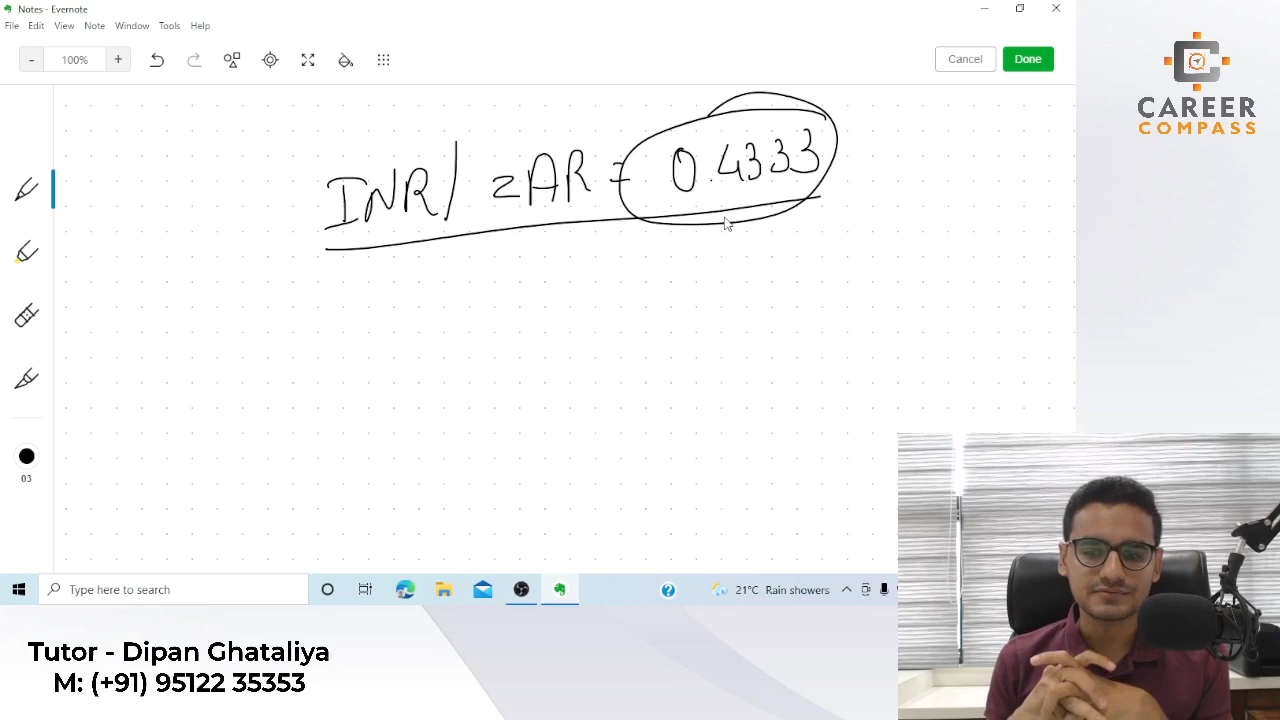 Notes - Evernote
File Edit View Note Window Tools Help
- 100% +
Cancel Done
CAREER
COMPASS
INR/ ZAR = 0.4333
03
Type here to search
21°C Rain showers
Tutor - Dipan Gharaliya
M: (+91) 95122 35353